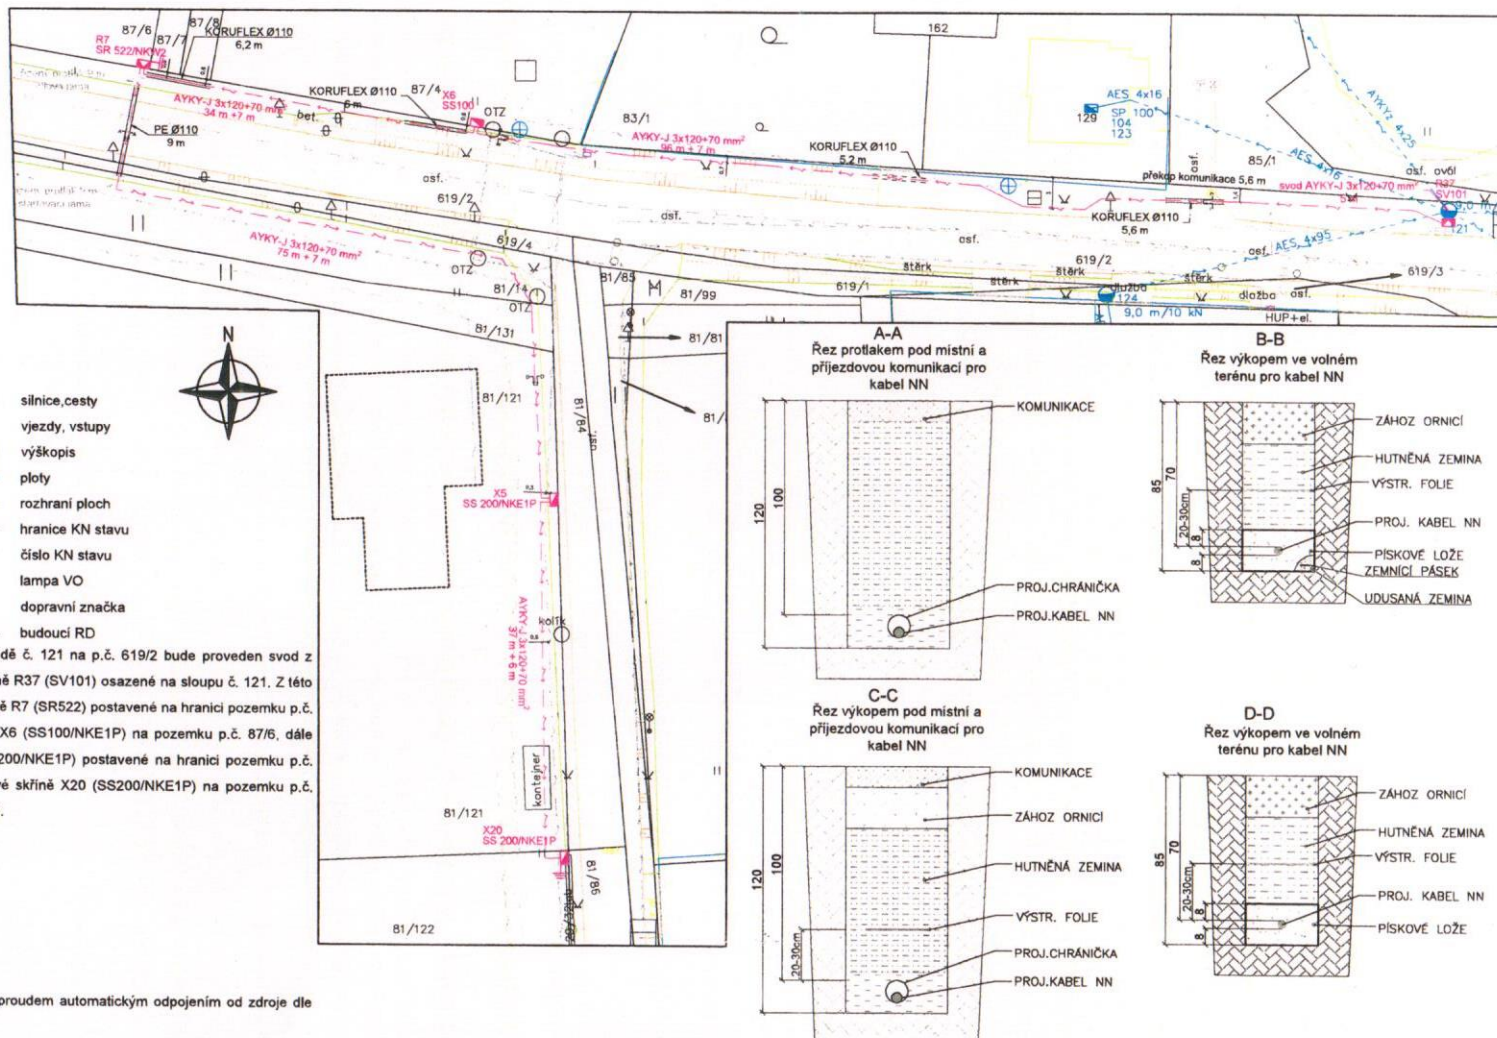 87/6
87/8
87/7
R7
SR 522/NKW2
KORUFLEX Ø110
6,2 m
AYKY-J 3x120+70 mm²
34 m +7 m
bet.
KORUFLEX Ø110
6 m
87/4
X6
SS100
OTZ
PE Ø110
9 m
83/1
AYKY-J 3x120+70 mm²
96 m + 7 m
KORUFLEX Ø110
5,2 m
162
129
AES 4x16
SP 100
104
123
AYKYz 4x25
AES 4x16
85/1
překop komunikace 5,6 m
svod AYKY-J 3x120+70 mm²
asf. ovál
R37
SV101
9,0 m
121
KORUFLEX Ø110
5,6 m
asf.
619/2
asf.
asf.
asf.
AES 4x95
asf.
619/2
619/3
619/4
AYKY-J 3x120+70 mm²
75 m + 7 m
OTZ
OTZ
81/14
81/131
81/85
81/99
619/1
štěrk
štěrk
štěrk
dlažba
124
9,0 m/10 kN
dlažba
asf.
HUP+el.
81/81
81/121
81/84
81/
X5
SS 200/NKE1P
AYKY-J 3x120+70 mm²
37 m + 6 m
kolík
kontejner
81/121
X20
SS 200/NKE1P
81/86
81/122
N
silnice,cesty
vjezdy, vstupy
výškopis
ploty
rozhraní ploch
hranice KN stavu
číslo KN stavu
lampa VO
dopravní značka
budoucí RD
dě č. 121 na p.č. 619/2 bude proveden svod z
ě R37 (SV101) osazené na sloupu č. 121. Z této
ě R7 (SR522) postavené na hranici pozemku p.č.
X6 (SS100/NKE1P) na pozemku p.č. 87/6, dále
200/NKE1P) postavené na hranici pozemku p.č.
vé skříně X20 (SS200/NKE1P) na pozemku p.č.
proudem automatickým odpojením od zdroje dle
A-A
Řez protlakem pod místní a
příjezdovou komunikací pro
kabel NN
KOMUNIKACE
120
100
PROJ.CHRÁNIČKA
PROJ.KABEL NN
B-B
Řez výkopem ve volném
terénu pro kabel NN
ZÁHOZ ORNICÍ
HUTNĚNÁ ZEMINA
VÝSTR. FOLIE
PROJ. KABEL NN
PÍSKOVÉ LOŽE
ZEMNÍCÍ PÁSEK
UDUSANÁ ZEMINA
85
70
20-30cm
8
8
C-C
Řez výkopem pod místní a
příjezdovou komunikací pro
kabel NN
KOMUNIKACE
ZÁHOZ ORNICÍ
HUTNĚNÁ ZEMINA
VÝSTR. FOLIE
PROJ.CHRÁNIČKA
PROJ.KABEL NN
120
100
20-30cm
D-D
Řez výkopem ve volném
terénu pro kabel NN
ZÁHOZ ORNICÍ
HUTNĚNÁ ZEMINA
VÝSTR. FOLIE
PROJ. KABEL NN
PÍSKOVÉ LOŽE
85
70
20-30cm
8
8